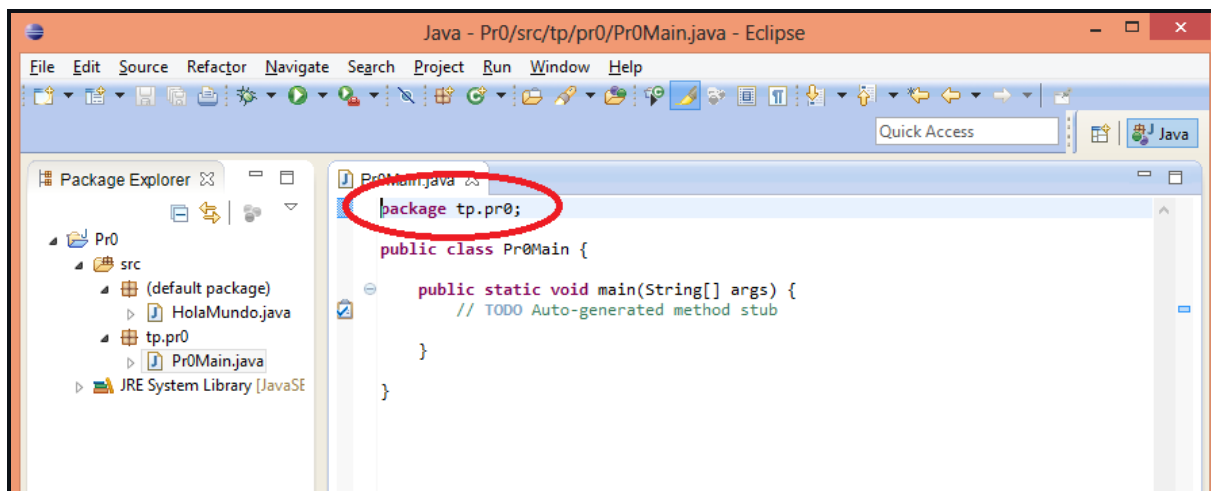 Java - Pr0/src/tp/pr0/Pr0Main.java - Eclipse
File Edit Source Refactor Navigate Search Project Run Window Help
Quick Access
Java
Package Explorer
Pr0Main.java
Pr0
src
(default package)
HolaMundo.java
tp.pr0
Pr0Main.java
JRE System Library [JavaSE
package tp.pr0;
public class Pr0Main {
public static void main(String[] args) {
// TODO Auto-generated method stub
}
}